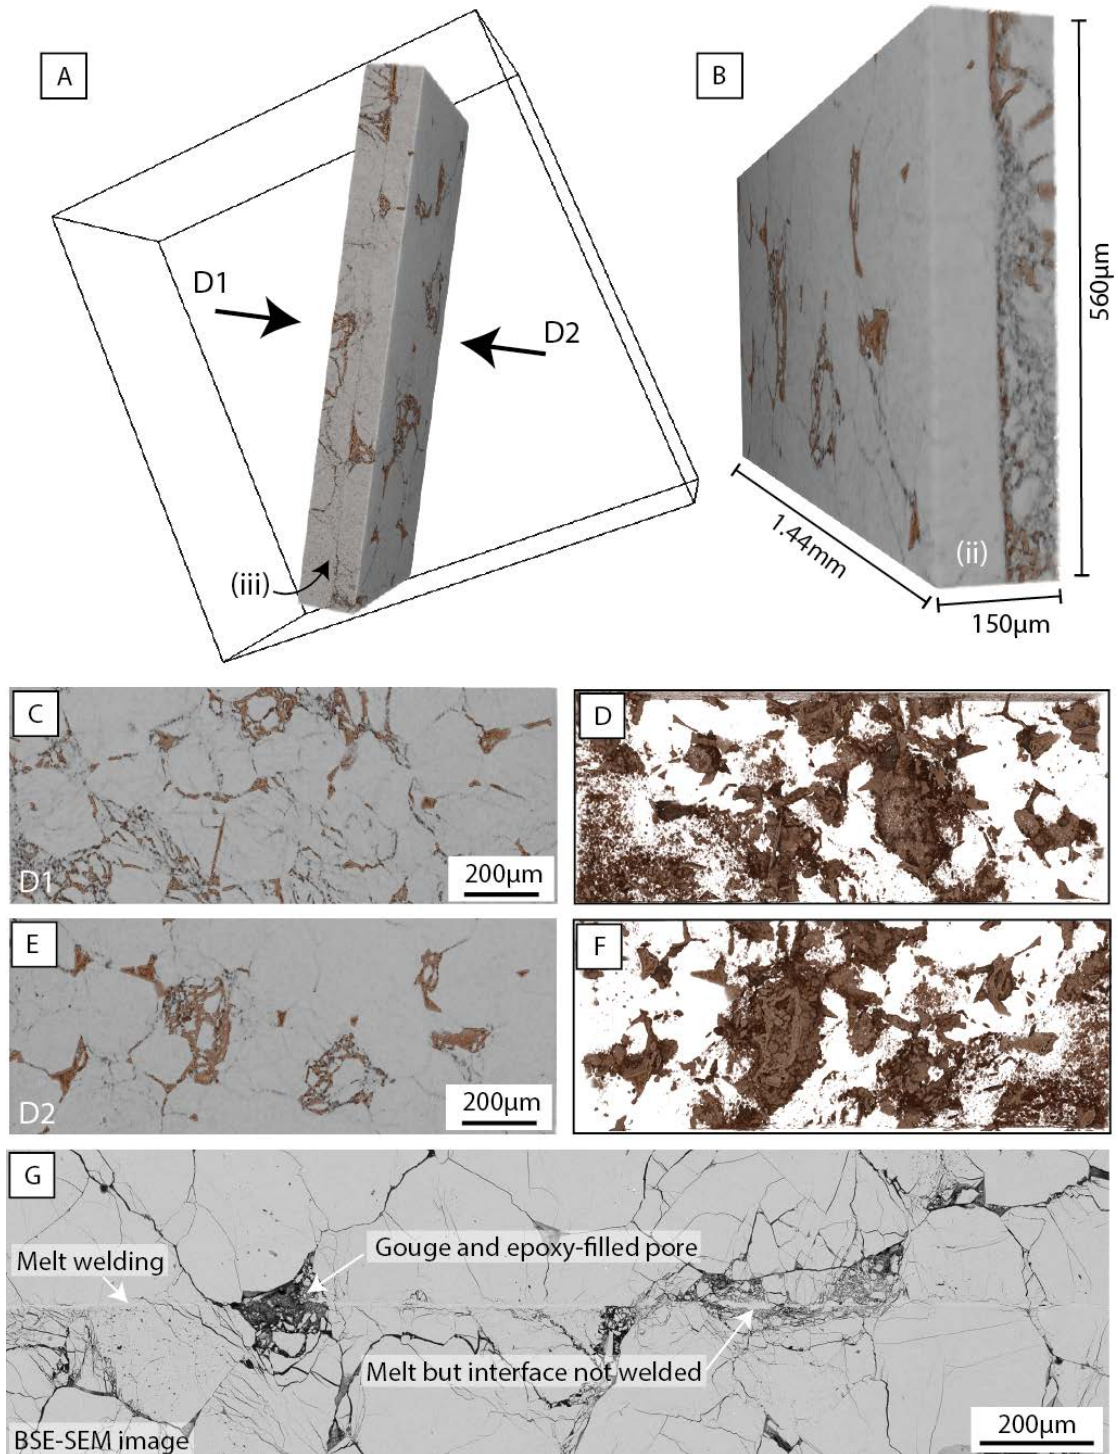 A
B
D1
D2
(iii)
(ii)
560µm
1.44mm
150µm
C
D1
200µm
D
E
D2
200µm
F
G
Melt welding
Gouge and epoxy-filled pore
Melt but interface not welded
BSE-SEM image
200µm